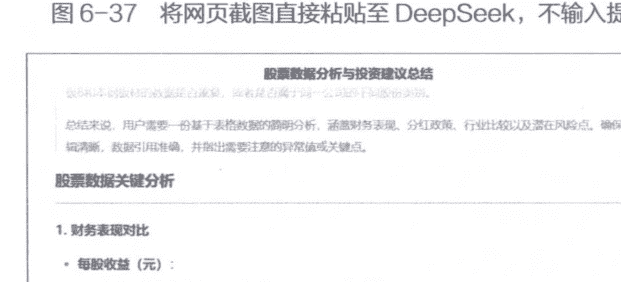 图 6-37 将网页截图直接粘贴至 DeepSeek，不输入提
股票数据分析与投资建议总结
总结来说，用户需要一份基于表格数据的简明分析，涵盖财务表现、分红政策、行业比较以及潜在风险点。确保
辑清晰，数据引用准确，并指出需要注意的异常值或关键点。
股票数据关键分析
1. 财务表现对比
• 每股收益（元）：